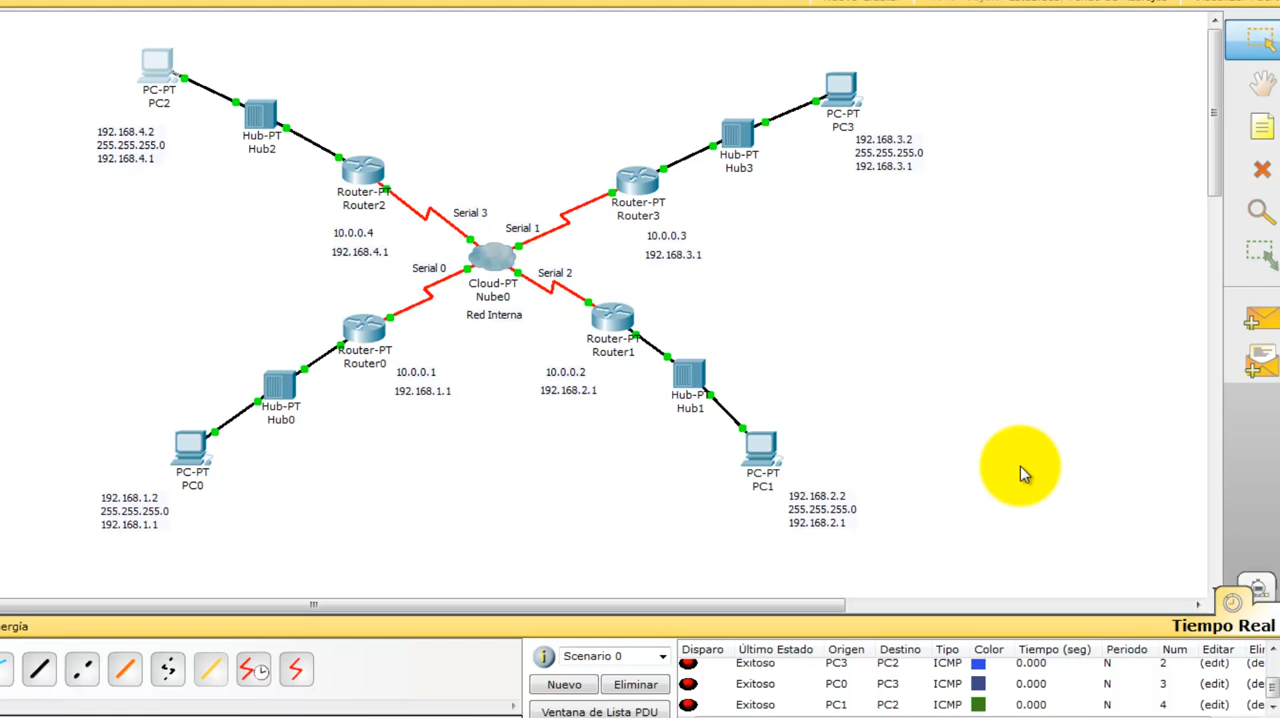 PC-PT
PC2
192.168.4.2
255.255.255.0
192.168.4.1
Hub-PT
Hub2
Router-PT
Router2
10.0.0.4
192.168.4.1
Serial 3
Serial 1
PC-PT
PC3
192.168.3.2
255.255.255.0
192.168.3.1
Hub-PT
Hub3
Router-PT
Router3
10.0.0.3
192.168.3.1
Serial 0
Serial 2
Cloud-PT
Nube0
Red Interna
Router-PT
Router0
10.0.0.1
192.168.1.1
Hub-PT
Hub0
PC-PT
PC0
192.168.1.2
255.255.255.0
192.168.1.1
Router-PT
Router1
10.0.0.2
192.168.2.1
Hub-PT
Hub1
PC-PT
PC1
192.168.2.2
255.255.255.0
192.168.2.1
nergía
Tiempo Real
Scenario 0
Nuevo Eliminar
Ventana de Lista PDU
Disparo Último Estado Origen Destino Tipo Color Tiempo (seg) Periodo Num Editar Elir
Exitoso PC3 PC2 ICMP 0.000 N 2 (edit) (de
Exitoso PC0 PC3 ICMP 0.000 N 3 (edit) (de
Exitoso PC1 PC2 ICMP 0.000 N 4 (edit) (de